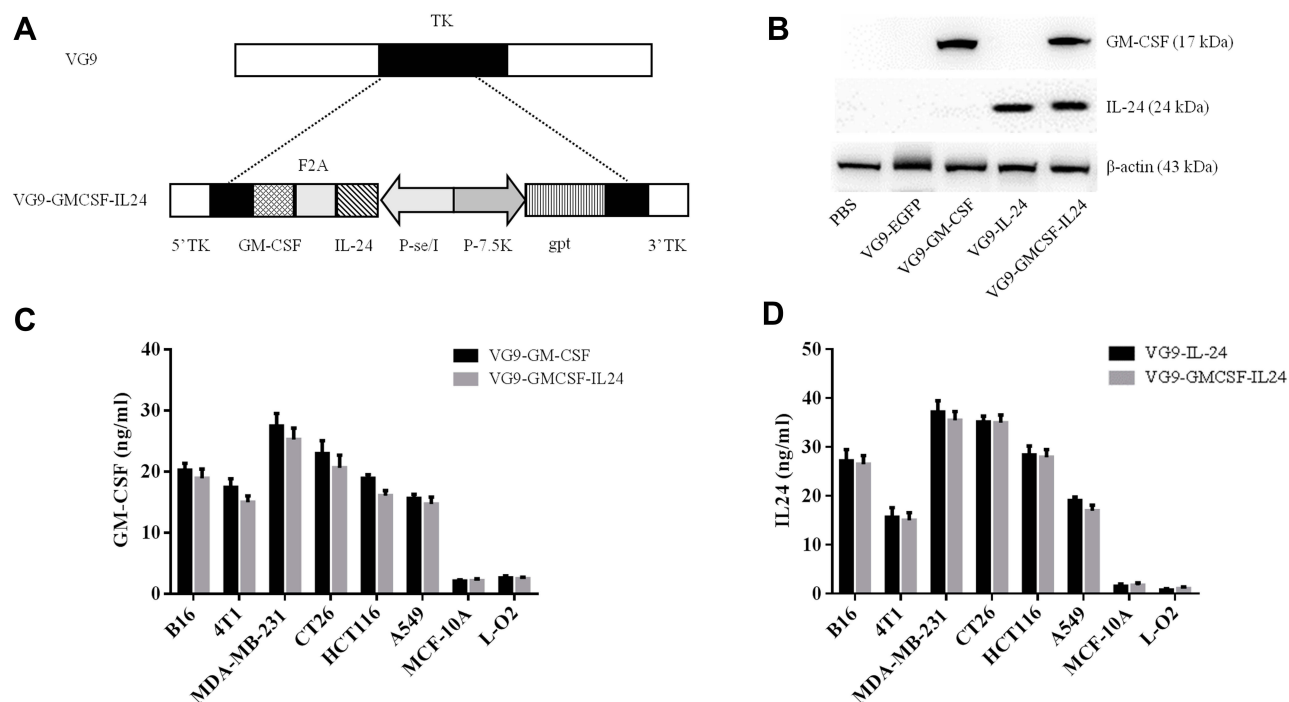 A
TK
VG9
F2A
VG9-GMCSF-IL24
5'TK GM-CSF IL-24 P-se/I P-7.5K gpt 3'TK
B
GM-CSF (17 kDa)
IL-24 (24 kDa)
β-actin (43 kDa)
PBS
VG9-EGFP
VG9-GM-CSF
VG9-IL-24
VG9-GMCSF-IL24
C
VG9-GM-CSF
VG9-GMCSF-IL24
GM-CSF (ng/ml)
40
30
20
10
0
B16
4T1
MDA-MB-231
CT26
HCT116
A549
MCF-10A
L-O2
D
VG9-IL-24
VG9-GMCSF-IL24
IL24 (ng/ml)
50
40
30
20
10
0
B16
4T1
MDA-MB-231
CT26
HCT116
A549
MCF-10A
L-O2